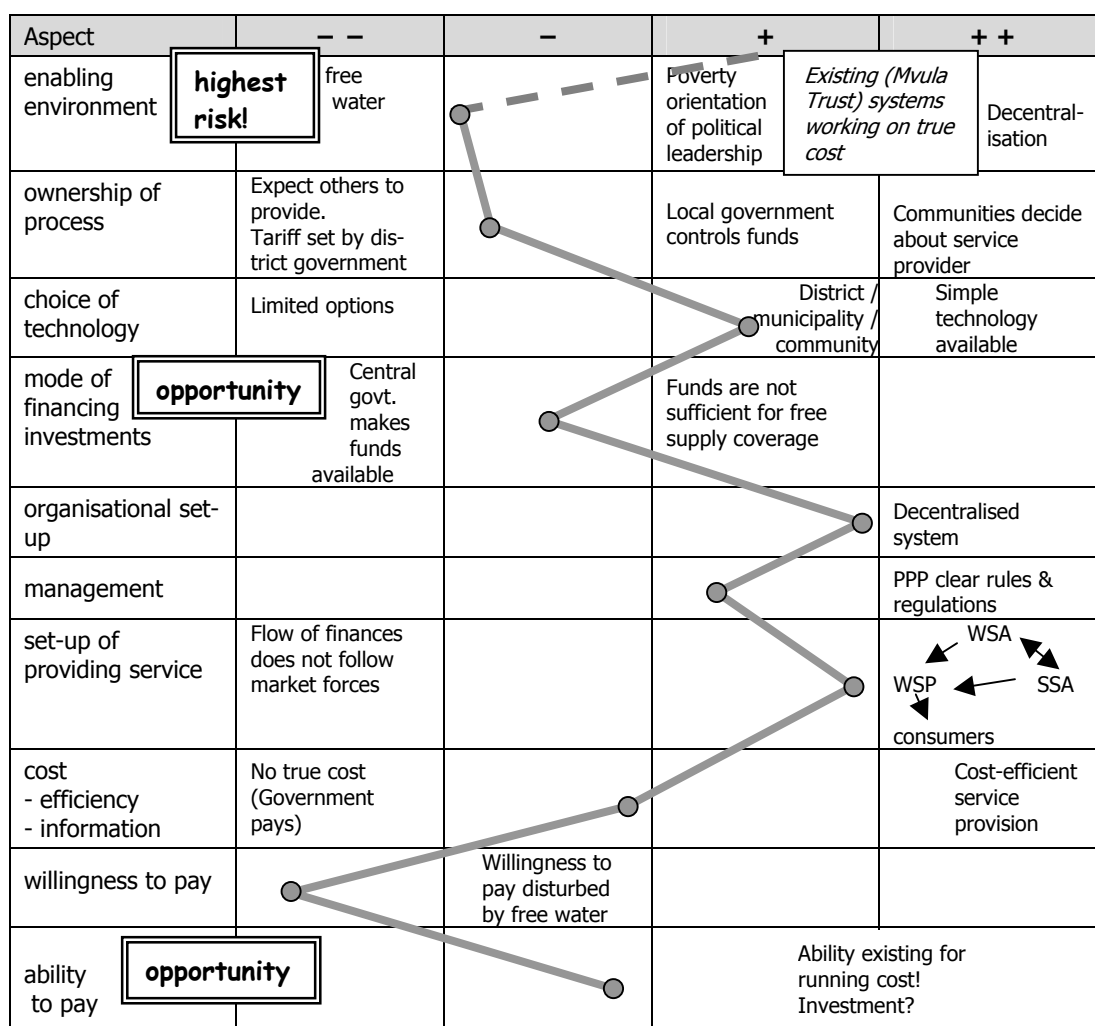 Aspect
– –
–
+
+ +
enabling
environment
highest
risk!
free
water
Poverty
orientation
of political
leadership
Existing (Mvula
Trust) systems
working on true
cost
Decentral-
isation
ownership of
process
Expect others to
provide.
Tariff set by dis-
trict government
Local government
controls funds
Communities decide
about service
provider
choice of
technology
Limited options
District /
municipality /
community
Simple
technology
available
mode of
financing
investments
opportunity
Central
govt.
makes
funds
available
Funds are not
sufficient for free
supply coverage
organisational set-
up
Decentralised
system
management
PPP clear rules &
regulations
set-up of
providing service
Flow of finances
does not follow
market forces
WSA
WSP
SSA
consumers
cost
- efficiency
- information
No true cost
(Government
pays)
Cost-efficient
service
provision
willingness to pay
Willingness to
pay disturbed
by free water
ability
to pay
opportunity
Ability existing for
running cost!
Investment?